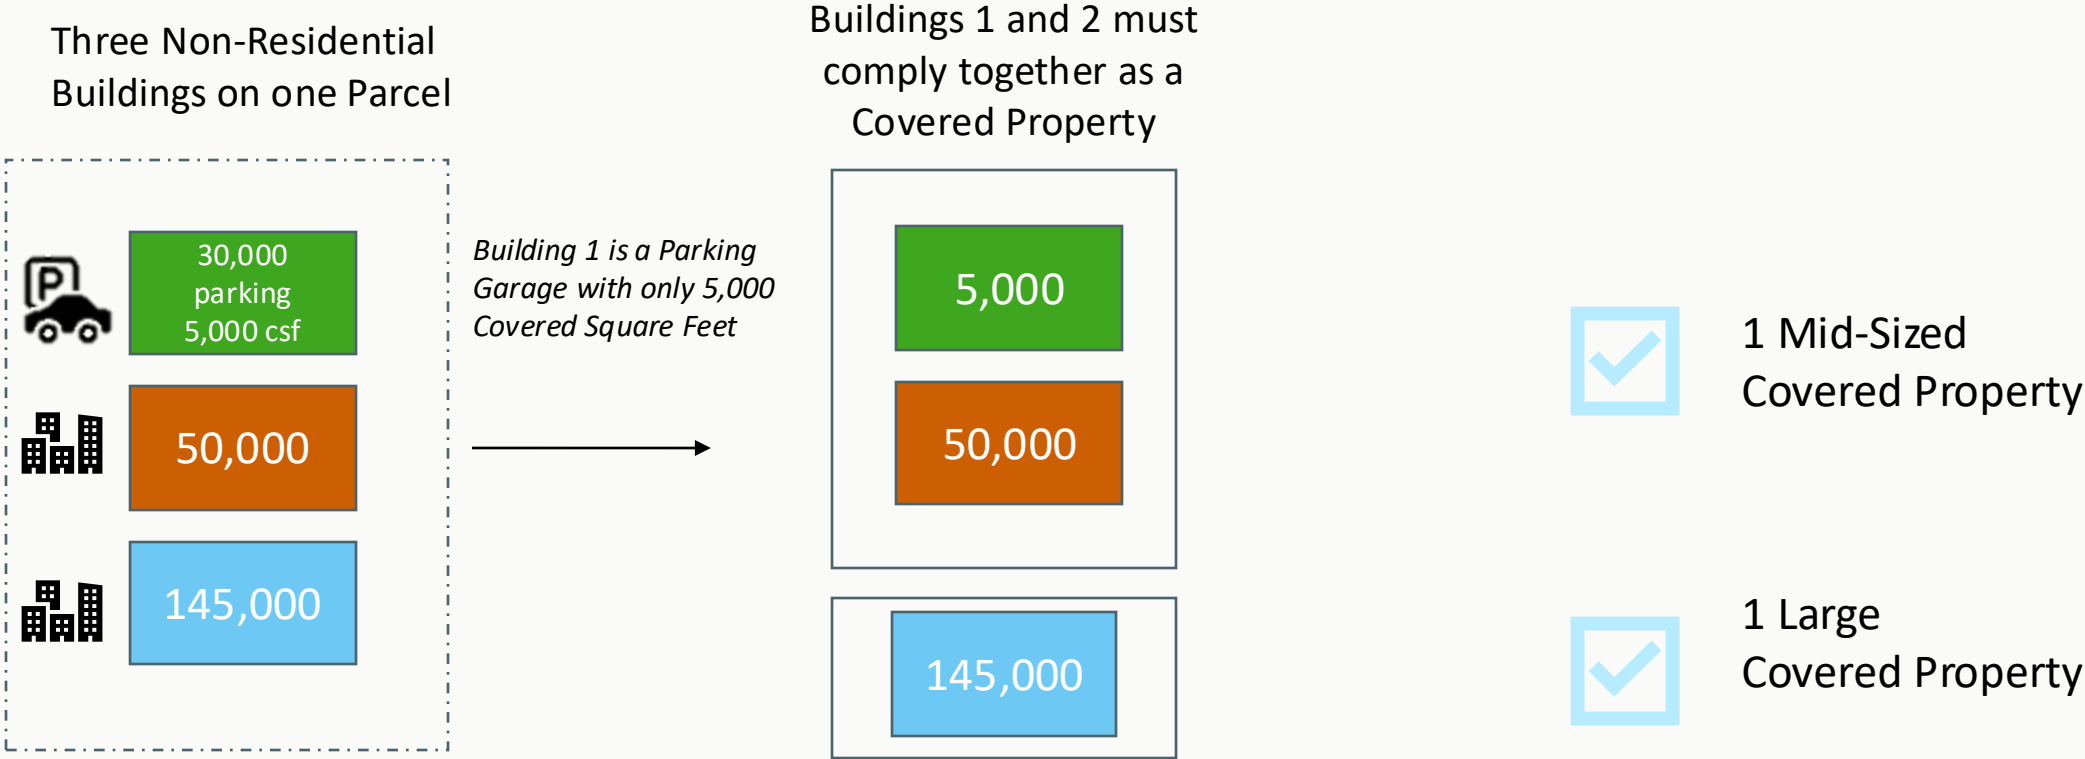 Three Non-Residential
Buildings on one Parcel
P
30,000
parking
5,000 csf
50,000
145,000
Building 1 is a Parking
Garage with only 5,000
Covered Square Feet
Buildings 1 and 2 must
comply together as a
Covered Property
5,000
50,000
145,000
1 Mid-Sized
Covered Property
1 Large
Covered Property